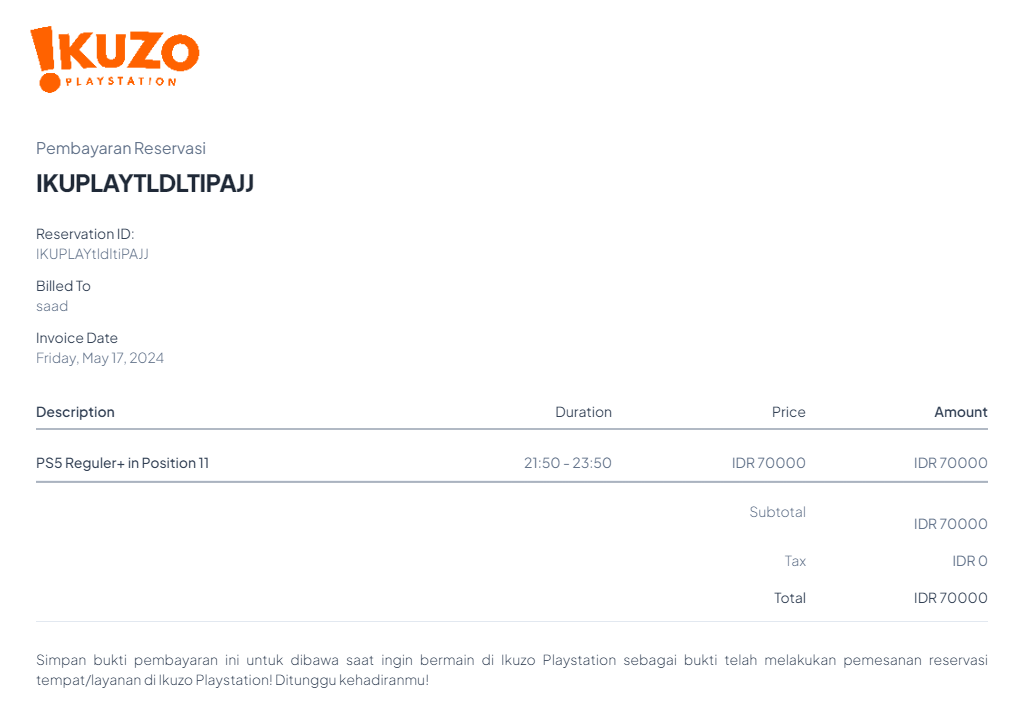 !KUZO
PLAYSTATION
Pembayaran Reservasi
IKUPLAYTLDLTIPAJJ
Reservation ID:
IKUPLAYtldltiPAJJ
Billed To
saad
Invoice Date
Friday, May 17, 2024
Description Duration Price Amount
PS5 Reguler+ in Position 11 21:50 - 23:50 IDR 70000 IDR 70000
Subtotal IDR 70000
Tax IDR 0
Total IDR 70000
Simpan bukti pembayaran ini untuk dibawa saat ingin bermain di Ikuzo Playstation sebagai bukti telah melakukan pemesanan reservasi
tempat/layanan di Ikuzo Playstation! Ditunggu kehadiranmu!